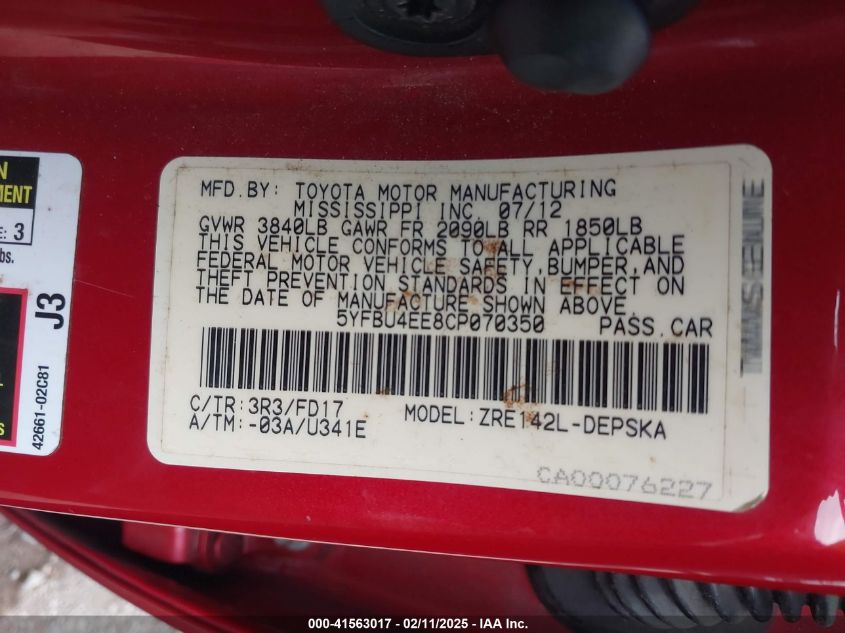 N
MENT
E: 3
bs.
J3
42661-02C81
S
MFD.BY: TOYOTA MOTOR MANUFACTURING
MISSISSIPPI INC. 07/12
GVWR 3840LB GAWR FR 2090LB RR 1850LB
THIS VEHICLE CONFORMS TO ALL APPLICABLE
FEDERAL MOTOR VEHICLE SAFETY,BUMPER,AND
THEFT PREVENTION STANDARDS IN EFFECT ON
THE DATE OF MANUFACTURE SHOWN ABOVE.
5YFBU4EE8CP070350 PASS.CAR
C/TR:3R3/FD17 MODEL:ZRE142L-DEPSKA
A/TM:-03A/U341E
CA00076227
000-41563017 - 02/11/2025 - IAA Inc.